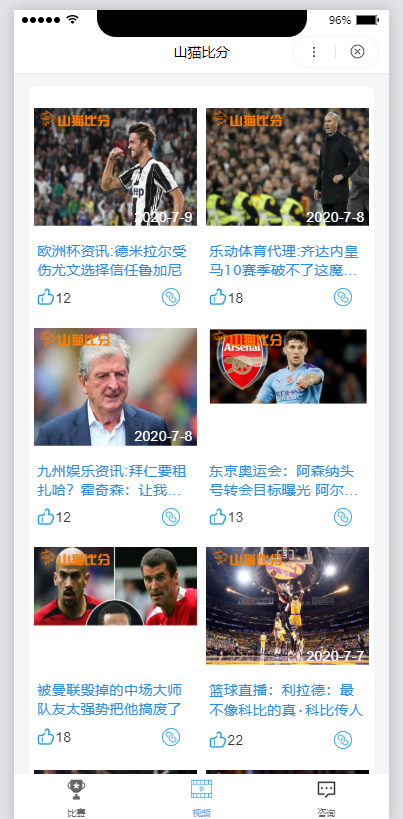 96%
山猫比分
山猫比分
2020-7-9
山猫比分
2020-7-8
欧洲杯资讯:德米拉尔受
伤尤文选择信任鲁加尼
12
乐动体育代理:齐达内皇
马10赛季破不了这魔...
18
山猫比分
2020-7-8
山猫比分
Arsenal
九州娱乐资讯:拜仁要租
扎哈？霍奇森：让我...
12
东京奥运会：阿森纳头
号转会目标曝光 阿尔...
13
山猫比分
山猫比分
2020-7-7
被曼联毁掉的中场大师
队友太强势把他搞废了
18
篮球直播：利拉德：最
不像科比的真·科比传人
22
比赛
视频
咨询